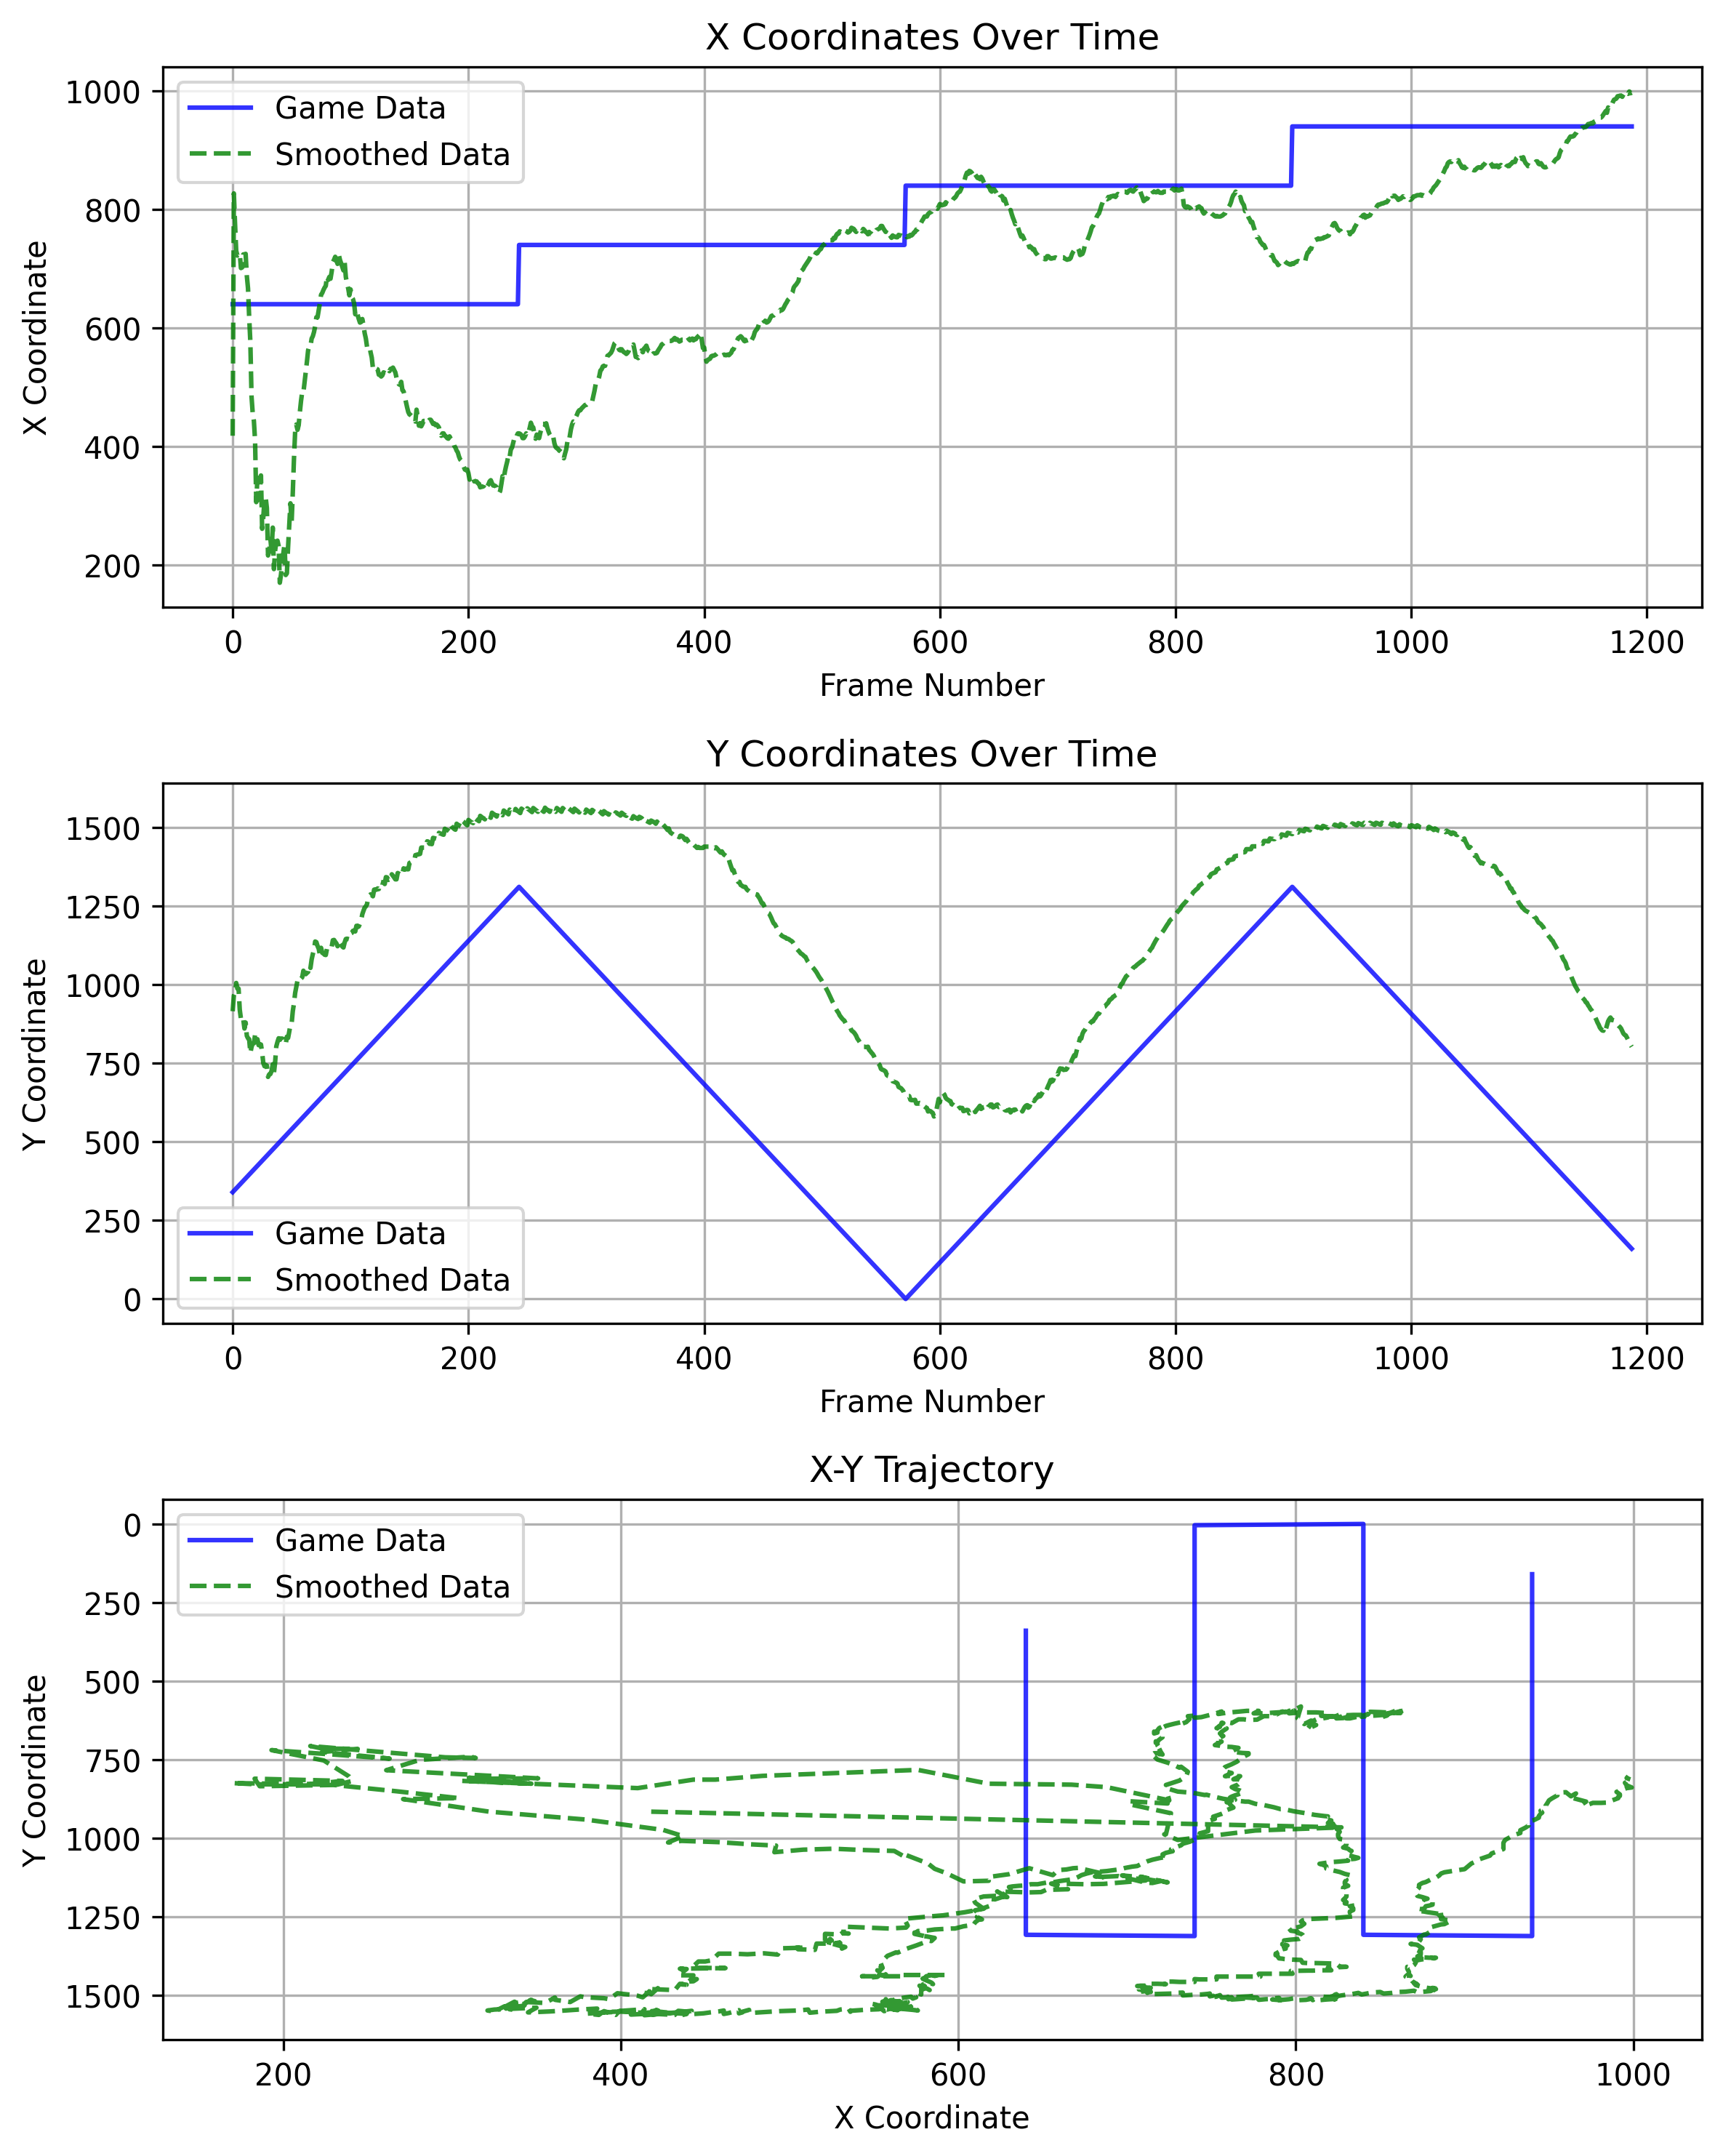 X Coordinates Over Time
1000
800
600
400
200
X Coordinate
Game Data
Smoothed Data
0 200 400 600 800 1000 1200
Frame Number
Y Coordinates Over Time
1500
1250
1000
750
500
250
0
Y Coordinate
Game Data
Smoothed Data
0 200 400 600 800 1000 1200
Frame Number
X-Y Trajectory
0
250
500
750
1000
1250
1500
Y Coordinate
Game Data
Smoothed Data
200 400 600 800 1000
X Coordinate